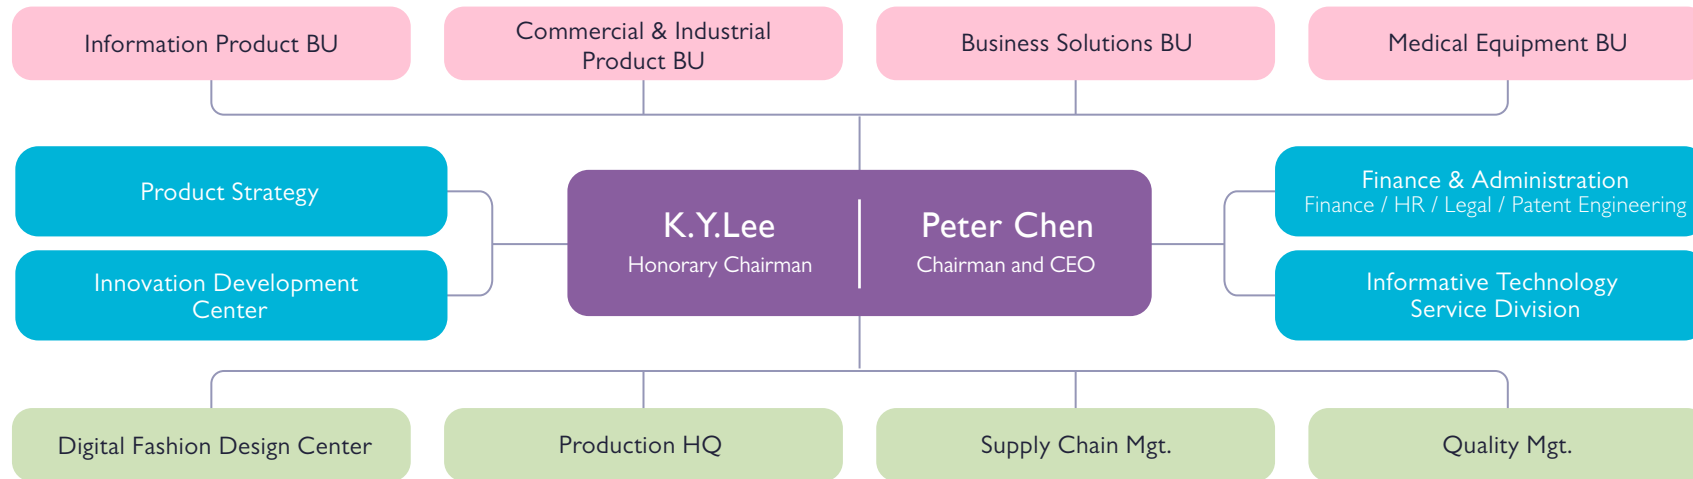 Information Product BU
Commercial & Industrial
Product BU
Business Solutions BU
Medical Equipment BU
Product Strategy
Innovation Development
Center
K.Y.Lee
Honorary Chairman
Peter Chen
Chairman and CEO
Finance & Administration
Finance / HR / Legal / Patent Engineering
Informative Technology
Service Division
Digital Fashion Design Center
Production HQ
Supply Chain Mgt.
Quality Mgt.